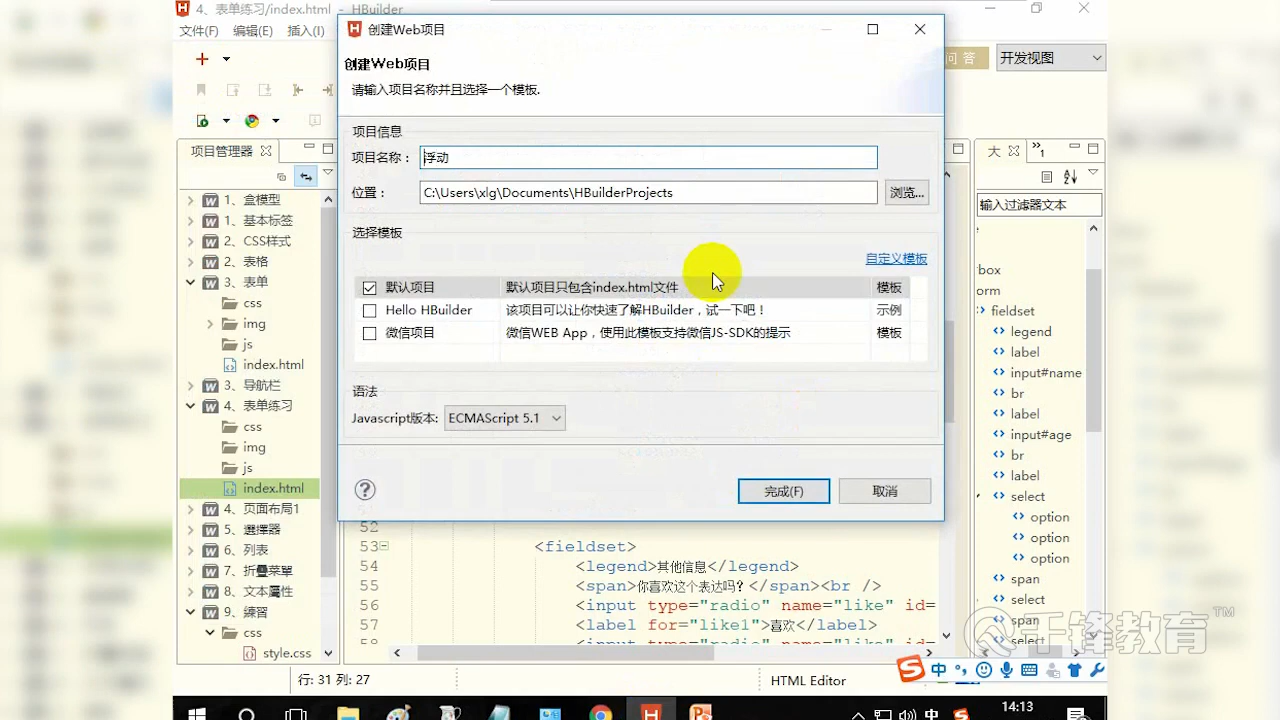 4、表单练习/index.html - HBuilder
文件(F) 编辑(E) 插入(I)
创建Web项目
创建Web项目
请输入项目名称并且选择一个模板.
问答
开发视图
项目信息
项目名称：
浮动
位置：
C:\Users\xlg\Documents\HBuilderProjects
浏览...
选择模板
自定义模板
默认项目 默认项目只包含index.html文件 模板
Hello HBuilder 该项目可以让你快速了解HBuilder，试一下吧！ 示例
微信项目 微信WEB App，使用此模板支持微信JS-SDK的提示 模板
语法
Javascript版本: ECMAScript 5.1
完成(F) 取消
项目管理器
1、盒模型
1、基本标签
2、CSS样式
2、表格
3、表单
css
img
js
index.html
3、导航栏
4、表单练习
css
img
js
index.html
4、页面布局1
5、選擇器
6、列表
7、折疊菜單
8、文本屬性
9、練習
css
style.css
52
53 <fieldset>
54 <legend>其他信息</legend>
55 <span>你喜欢这个表达吗？</span><br />
56 <input type="radio" name="like" id=
57 <label for="like1">喜欢</label>
58 <input type="radio" name="like" id=
大
1
输入过滤器文本
box
orm
fieldset
legend
label
input#name
br
label
input#age
br
label
select
option
option
option
span
select
span
select
千锋教育 TM
行: 31 列: 27
HTML Editor
中
中
14:13